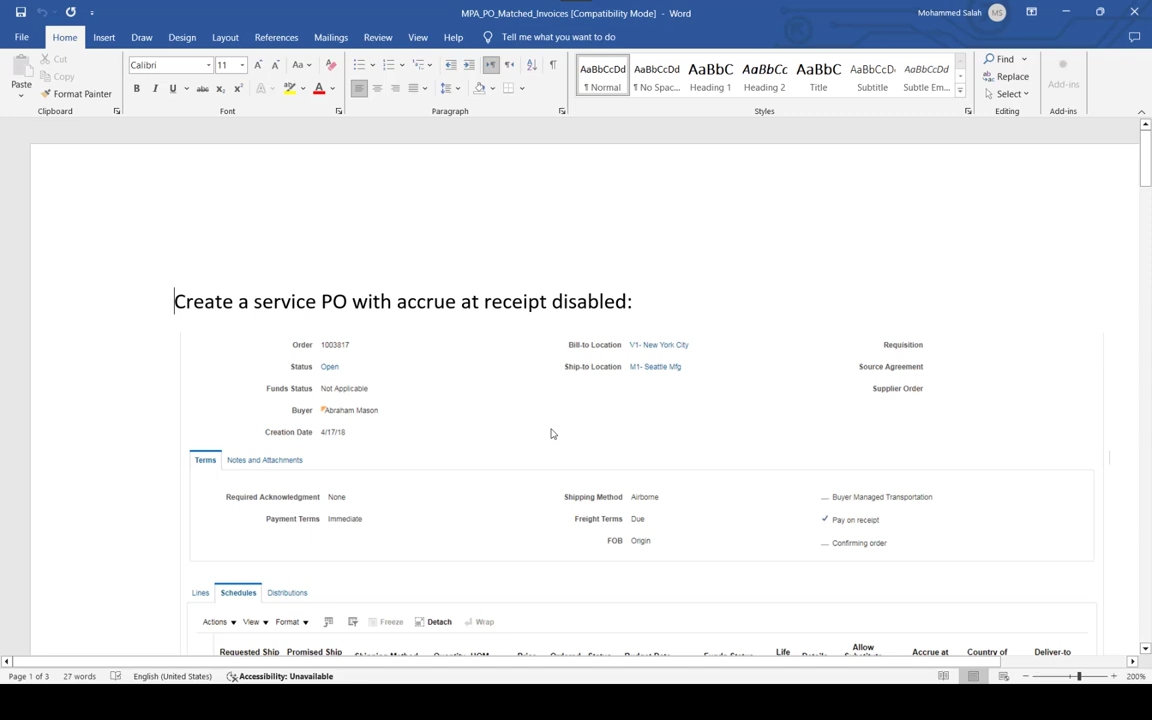 MPA_PO_Matched_Invoices [Compatibility Mode] - Word
Mohammed Salah MS
File Home Insert Draw Design Layout References Mailings Review View Help Tell me what you want to do
Paste
Cut
Copy
Format Painter
Clipboard
Calibri 11
Aa
B I U abc x₂ x² A A
Font
Paragraph
AaBbCcDd AaBbCcDd AaBbC AaBbCc AaBbC AaBbCcD AaBbCcDd
¶ Normal ¶ No Spac... Heading 1 Heading 2 Title Subtitle Subtle Em...
Styles
Find
Replace
Select
Editing
Add-ins
Add-ins
Create a service PO with accrue at receipt disabled:
Order 1003817 Bill-to Location V1- New York City Requisition
Status Open Ship-to Location M1- Seattle Mfg Source Agreement
Funds Status Not Applicable Supplier Order
Buyer Abraham Mason
Creation Date 4/17/18
Terms Notes and Attachments
Required Acknowledgment None Shipping Method Airborne Buyer Managed Transportation
Payment Terms Immediate Freight Terms Due Pay on receipt
FOB Origin Confirming order
Lines Schedules Distributions
Actions View Format Freeze Detach Wrap
Requested Ship Promised Ship Life Allow Accrue at Country of Deliver-to
Page 1 of 3 27 words English (United States) Accessibility: Unavailable 200%